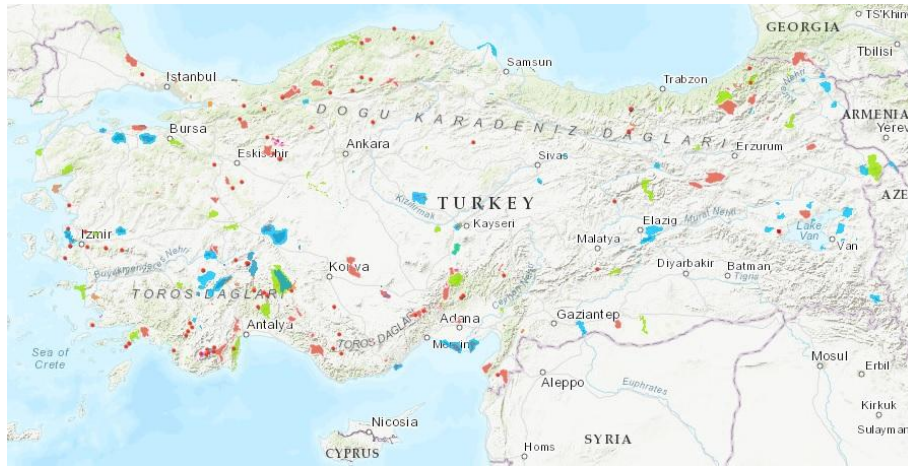 TS'Khin
GEORGIA
Tbilisi
Istanbul
Samsun
Trabzon
ARMENIA
Yerev
Bursa
DOGU KARADENIZ DAGLARI
Ankara
Eskisehir
Erzurum
Sivas
AZE
Kizilirmak
TURKEY
Kayseri
Elazig
Murat Nehri
Lake
Van
Van
Izmir
Malatya
Diyarbakir
Batman
Tigris
Konya
TOROS DAGLARI
Ceyhan Nehri
Adana
Gaziantep
Antalya
TOROS DAGLARI
Mersin
Sea of
Crete
Mosul
Erbil
Aleppo
Euphrates
Kirkuk
Nicosia
Sulayman
CYPRUS
SYRIA
Homs